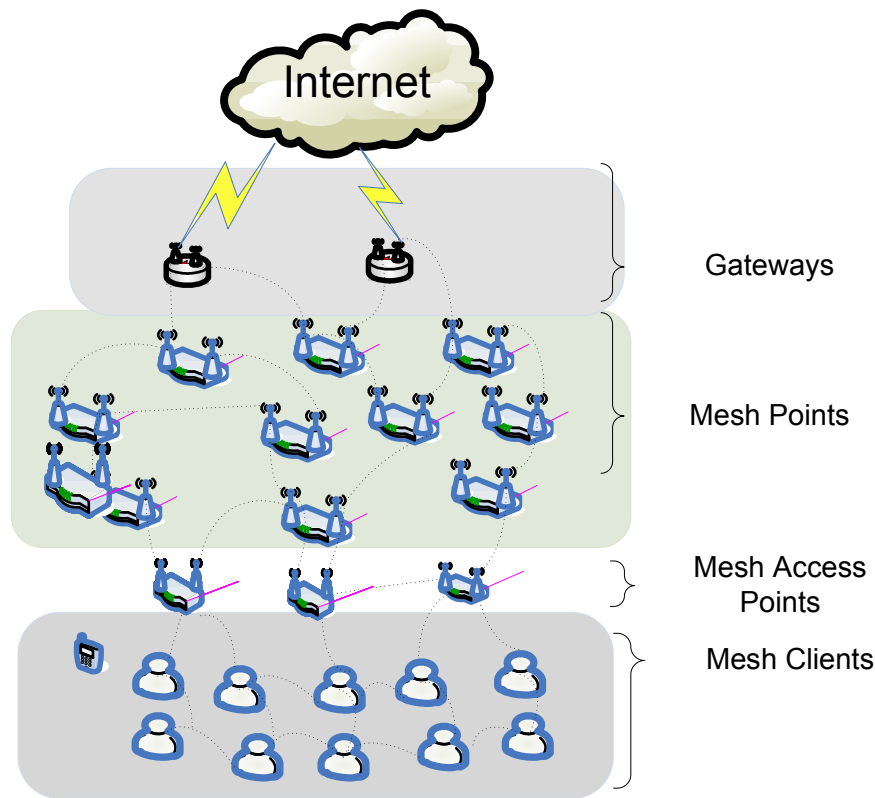 Internet
Gateways
Mesh Points
Mesh Access
Points
Mesh Clients